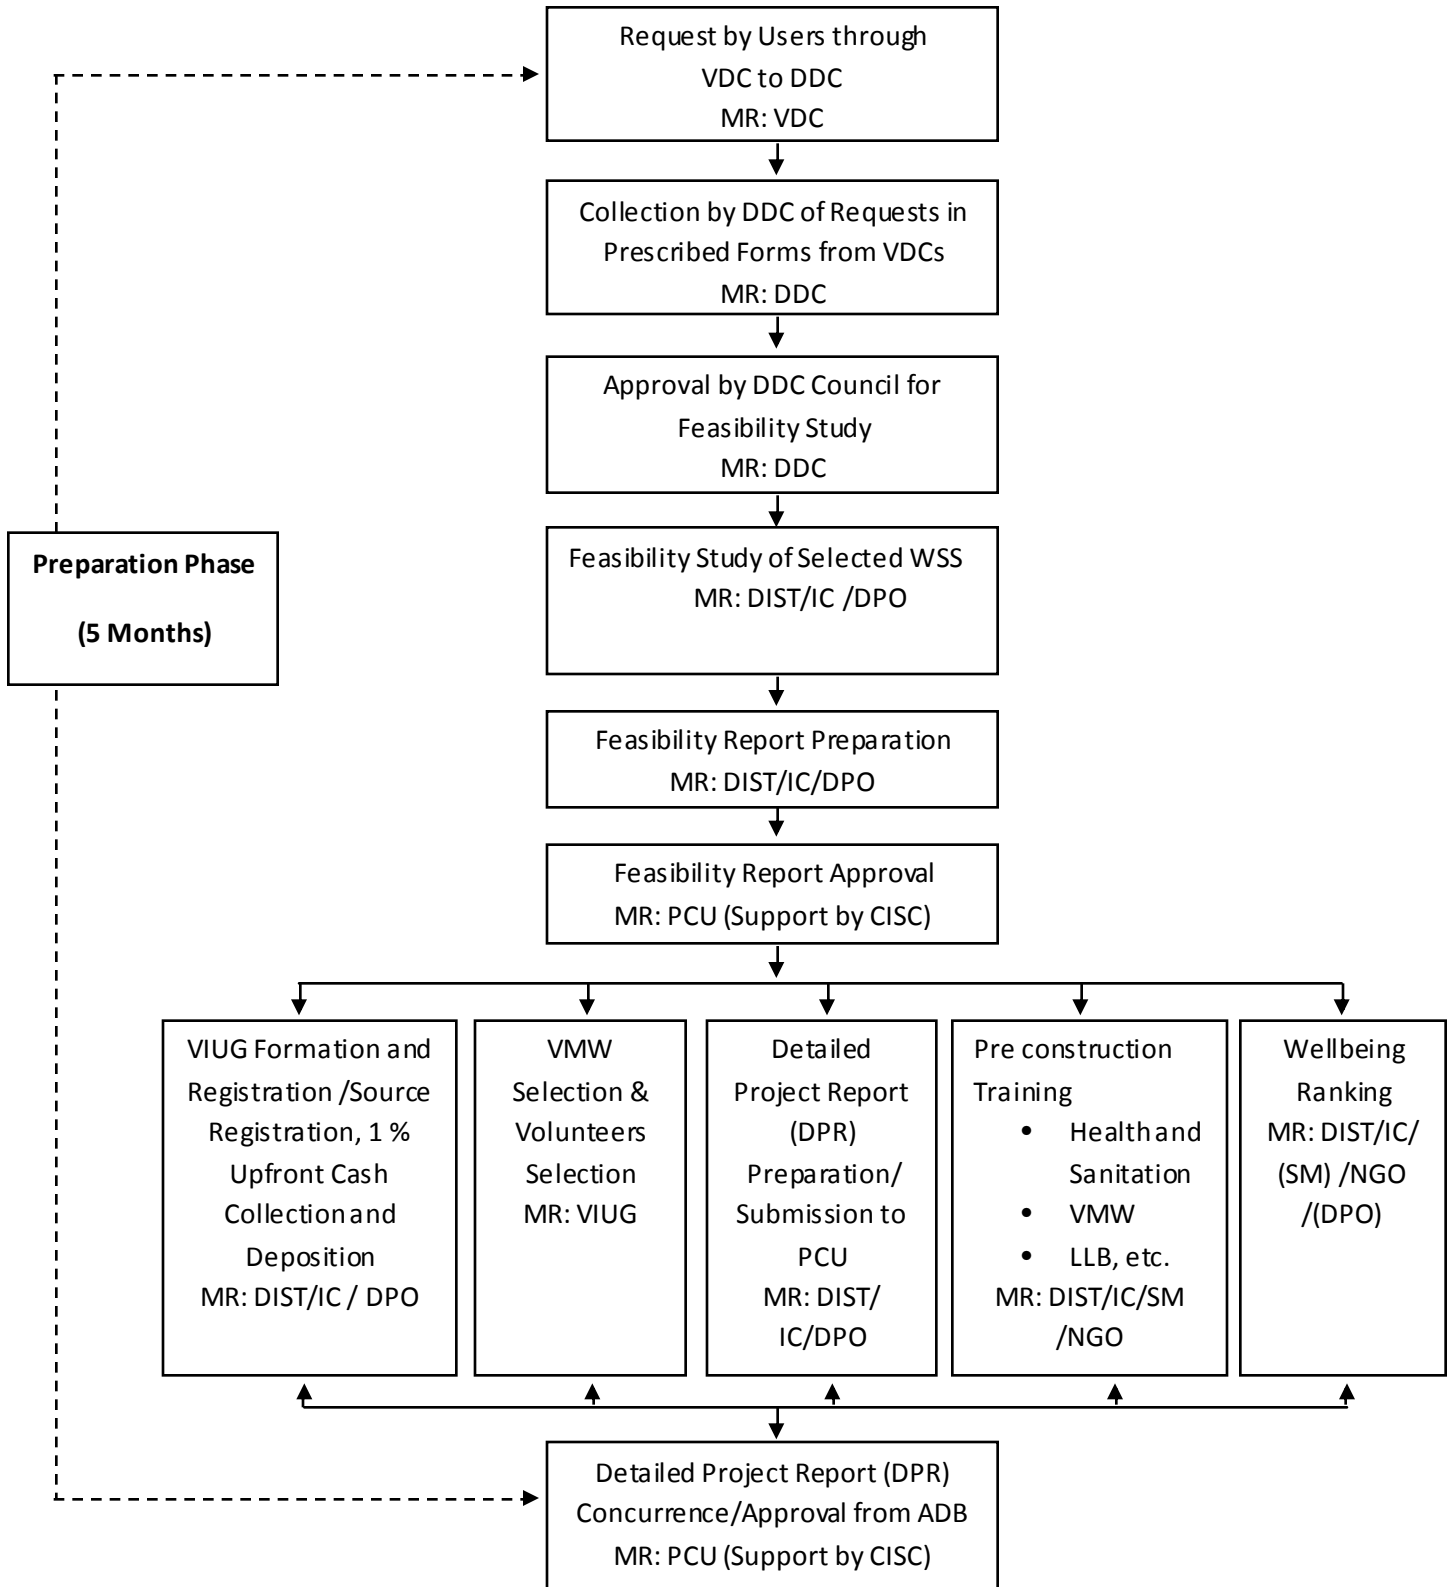 Request by Users through
VDC to DDC
MR: VDC
Collection by DDC of Requests in
Prescribed Forms from VDCs
MR: DDC
Approval by DDC Council for
Feasibility Study
MR: DDC
Preparation Phase
(5 Months)
Feasibility Study of Selected WSS
MR: DIST/IC /DPO
Feasibility Report Preparation
MR: DIST/IC/DPO
Feasibility Report Approval
MR: PCU (Support by CISC)
VIUG Formation and
Registration /Source
Registration, 1 %
Upfront Cash
Collection and
Deposition
MR: DIST/IC / DPO
VMW
Selection &
Volunteers
Selection
MR: VIUG
Detailed
Project Report
(DPR)
Preparation/
Submission to
PCU
MR: DIST/
IC/DPO
Pre construction
Training
• Health and
Sanitation
• VMW
• LLB, etc.
MR: DIST/IC/SM
/NGO
Wellbeing
Ranking
MR: DIST/IC/
(SM) /NGO
/(DPO)
Detailed Project Report (DPR)
Concurrence/Approval from ADB
MR: PCU (Support by CISC)